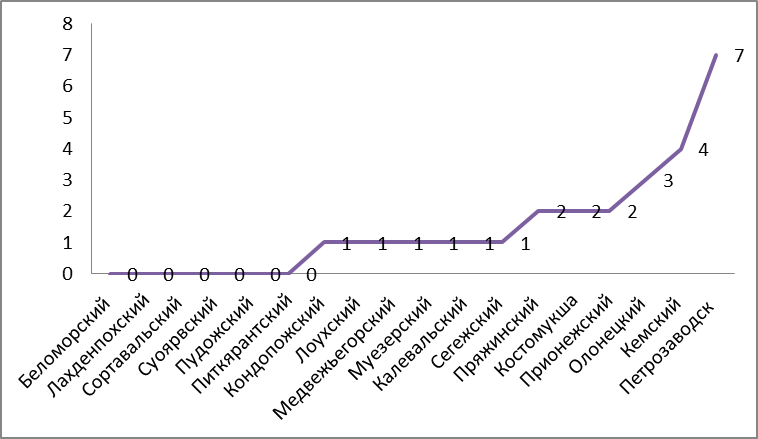 8
7
6
5
4
3
2
1
0
0 0 0 0 0 0 1 1 1 1 1 1 2 2 2 3 4 7
Беломорский
Лахденпохский
Сортавальский
Суоярвский
Пудожский
Питкярантский
Кондопожский
Лоухский
Медвежьегорский
Муезерский
Калевальский
Сегежский
Пряжинский
Костомукша
Прионежский
Олонецкий
Кемский
Петрозаводск